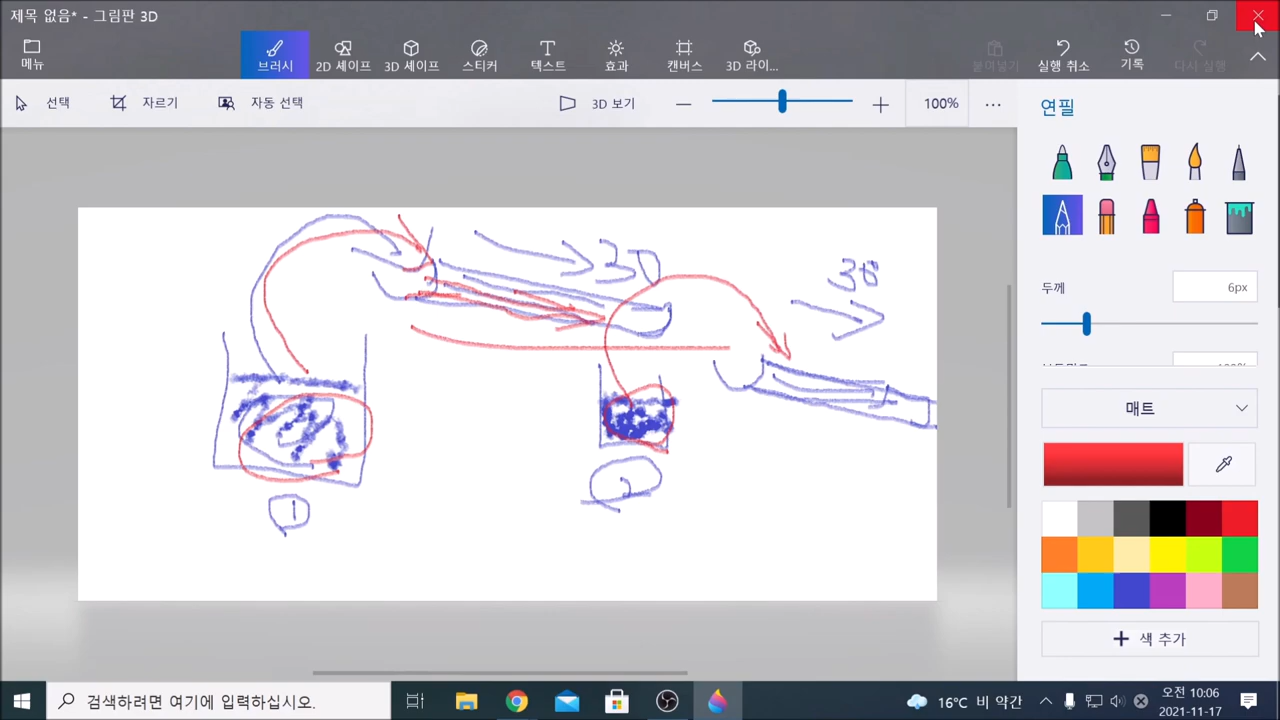 제목 없음* - 그림판 3D
메뉴
브러시
2D 셰이프
3D 셰이프
스티커
텍스트
효과
캔버스
3D 라이...
붙여넣기
실행 취소
기록
다시 실행
선택
자르기
자동 선택
3D 보기
100%
연필
두께
6px
매트
색 추가
30
30
1
2
검색하려면 여기에 입력하십시오.
16°C 비 약간
오전 10:06
2021-11-17